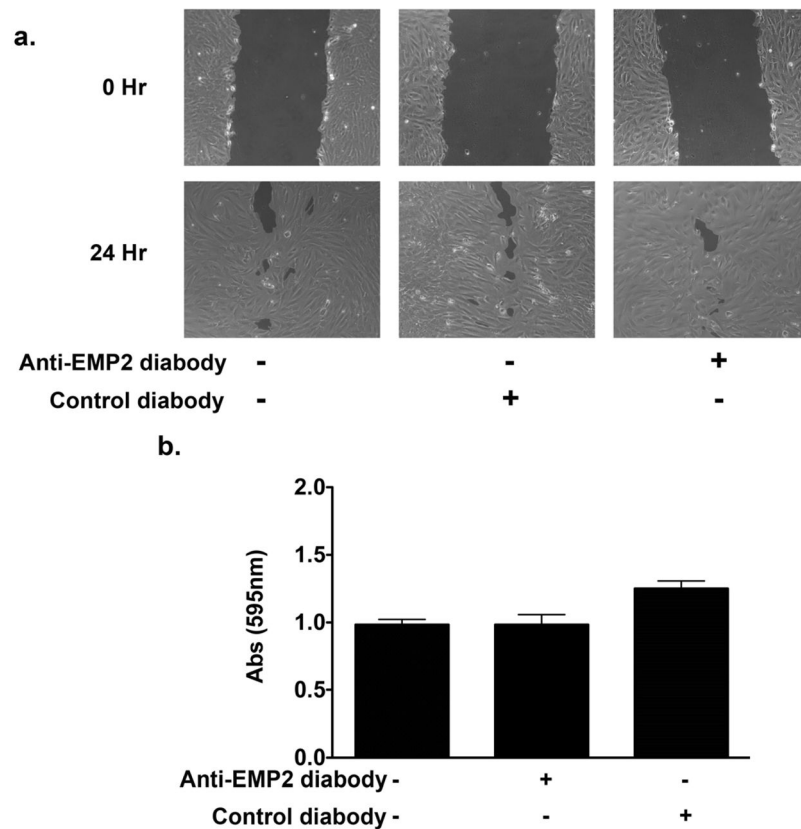 a.
0 Hr
24 Hr
Anti-EMP2 diabody - - +
Control diabody - + -
b.
2.0
1.5
1.0
0.5
0.0
Abs (595nm)
Anti-EMP2 diabody - + -
Control diabody - - +